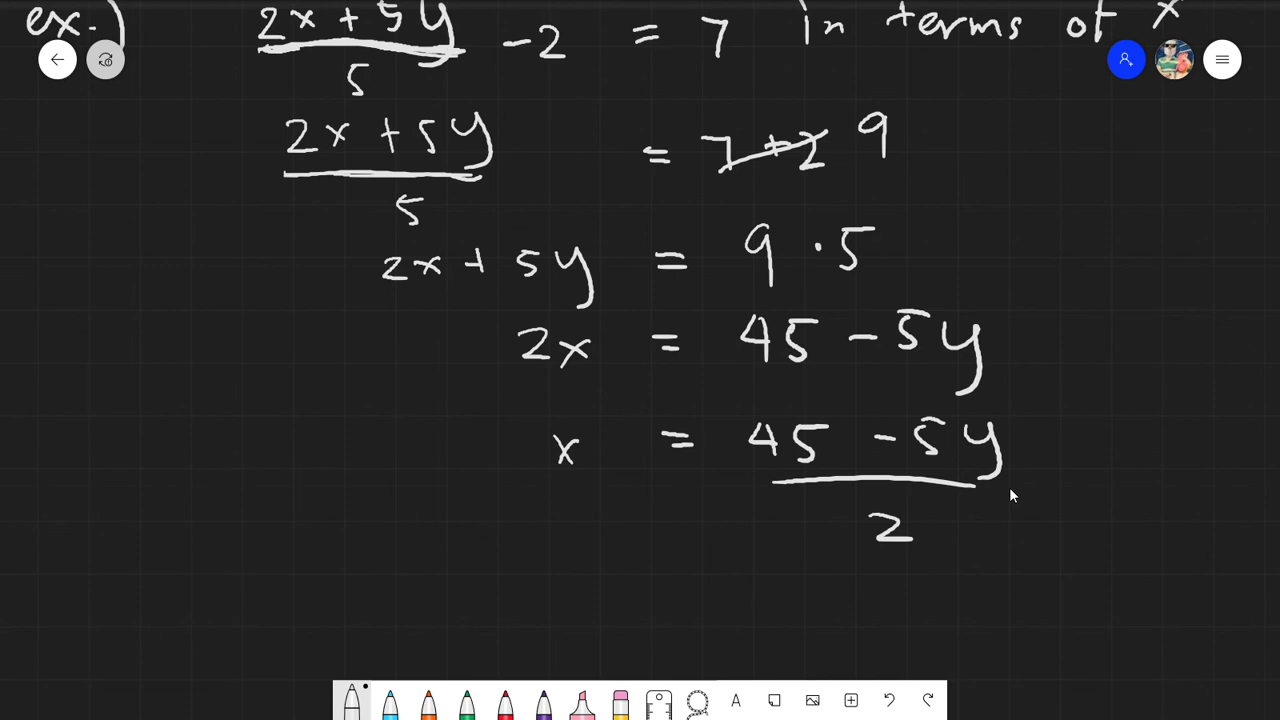 ex.) (2x + 5y)/5 - 2 = 7 in terms of x
(2x + 5y)/5 = 7 + 2 9
2x + 5y = 9 · 5
2x = 45 - 5y
x = (45 - 5y)/2
A